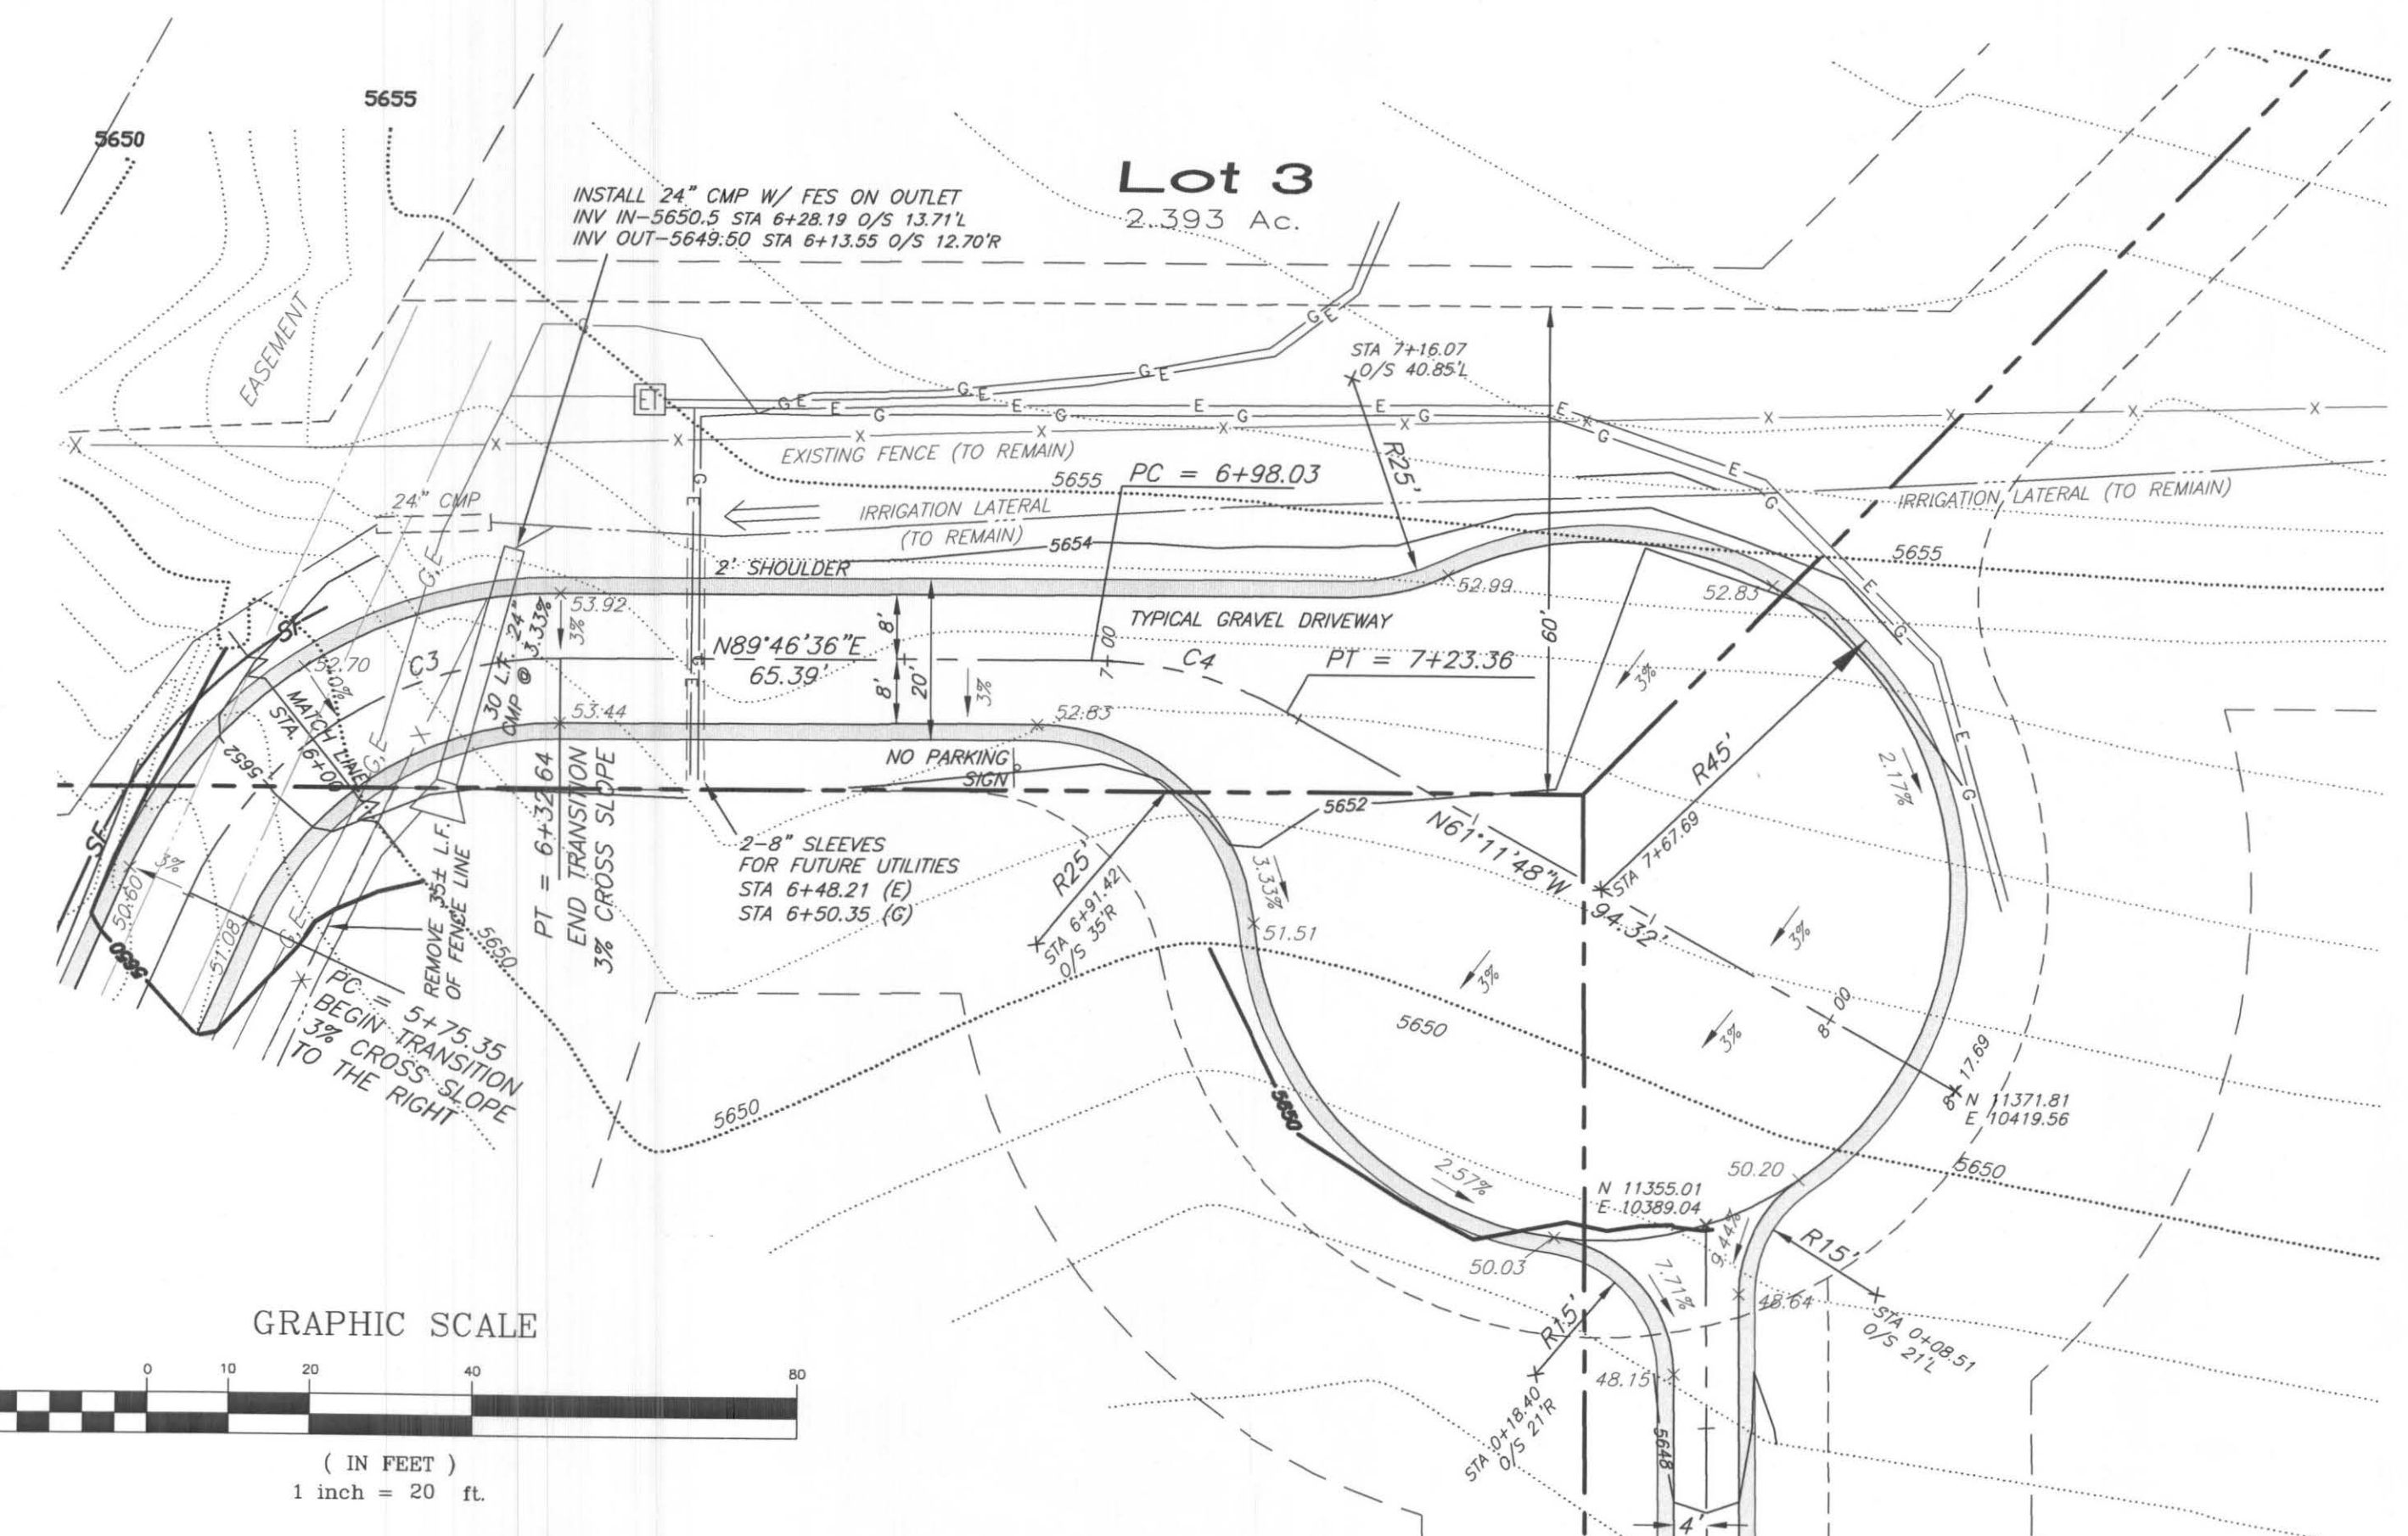 5655
5650
Lot 3
2.393 Ac.
INSTALL 24" CMP W/ FES ON OUTLET
INV IN-5650.5 STA 6+28.19 O/S 13.71'L
INV OUT-5649.50 STA 6+13.55 O/S 12.70'R
EASEMENT
G
G E
STA 7+16.07
O/S 40.85'L
R25'
ET
G E
G E
G E
E
G
E
G
E
G
E
G
E
G
X
X
X
X
X
X
X
X
X
X
X
X
X
EXISTING FENCE (TO REMAIN)
5655
PC = 6+98.03
E
G
24" CMP
G
E
IRRIGATION LATERAL
(TO REMAIN)
IRRIGATION LATERAL (TO REMIAIN)
5654
5655
2' SHOULDER
G,E
52.99
52.83
E
G
53.92
3%
8'
TYPICAL GRAVEL DRIVEWAY
60'
SF
52.70
C3
30 L.F. 24"
CMP @ 3.33%
N89°46'36"E
65.39'
G
E
8'
20'
3%
7+00
C4
PT = 7+23.36
3%
MATCH LINE
STA. 6+00
5652
G,E
53.44
52.83
NO PARKING
SIGN
R45'
2.17%
E
G
PT = 6+32.64
END TRANSITION
3% CROSS SLOPE
5652
N61°11'48"W
94.32'
STA 7+67.69
SF
3%
50.60
51.08
G,E
5650
REMOVE 35± L.F.
OF FENCE LINE
5650
2-8" SLEEVES
FOR FUTURE UTILITIES
STA 6+48.21 (E)
STA 6+50.35 (G)
R25'
STA 6+91.42
O/S 35'R
3.33%
51.51
3%
3%
3%
PC = 5+75.35
BEGIN TRANSITION
3% CROSS SLOPE
TO THE RIGHT
5650
8+00
8+17.69
N 11371.81
E 10419.56
5650
5650
2.57%
50.20
5650
N 11355.01
E 10389.04
9.44%
R15'
50.03
7.71%
48.64
STA 0+08.51
O/S 21'L
R15'
48.15
STA 0+18.40
O/S 21'R
5648
4'
GRAPHIC SCALE
0 10 20 40 80
( IN FEET )
1 inch = 20 ft.